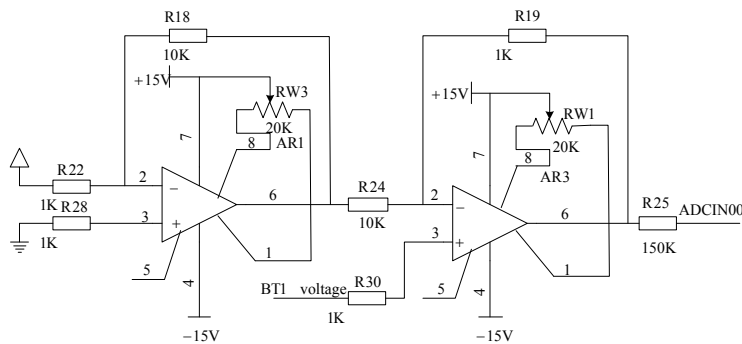 R18
R19
10K
1K
+15V
RW3
+15V
RW1
20K
20K
7
8
AR1
7
8
AR3
R22
2
R24
2
1K
R28
6
10K
6
R25
ADCIN00
3
3
1K
150K
1
1
5
BT1 voltage
R30
5
4
4
1K
−15V
−15V